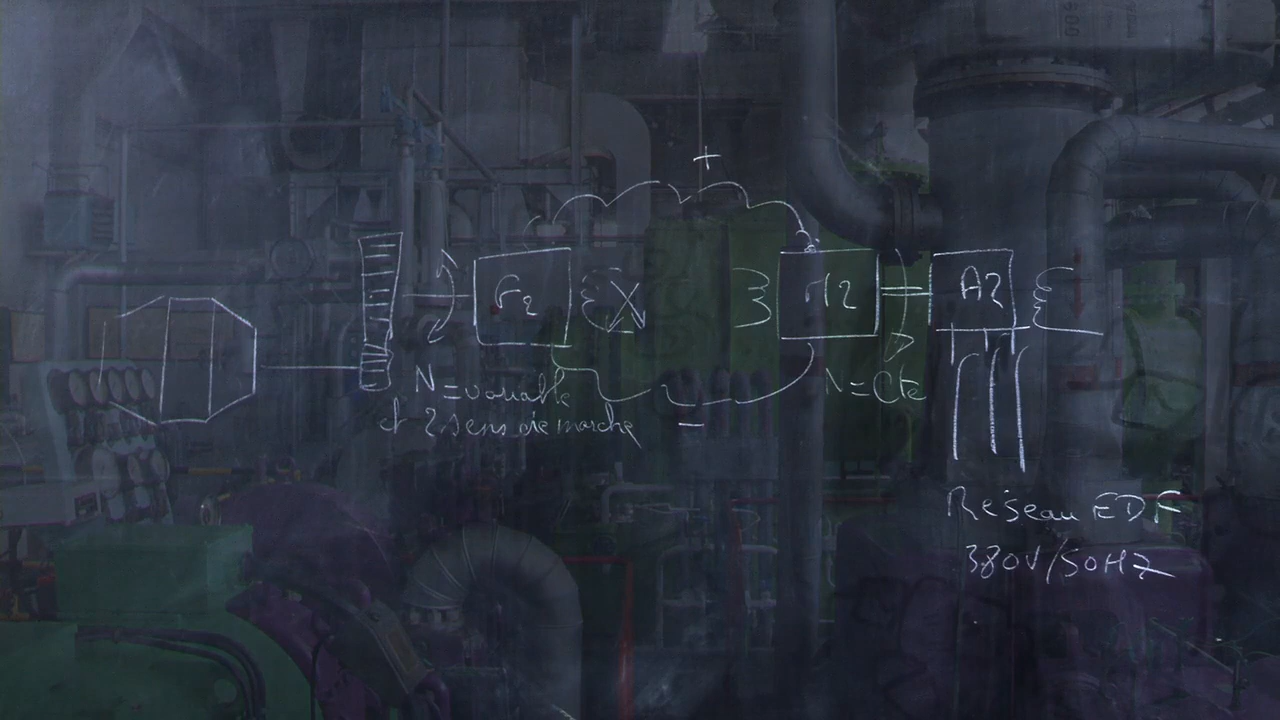 +
G2
M2
A2
N = variable
et 2 sens de marche
-
N = Cte
Réseau EDF
380V/50HZ